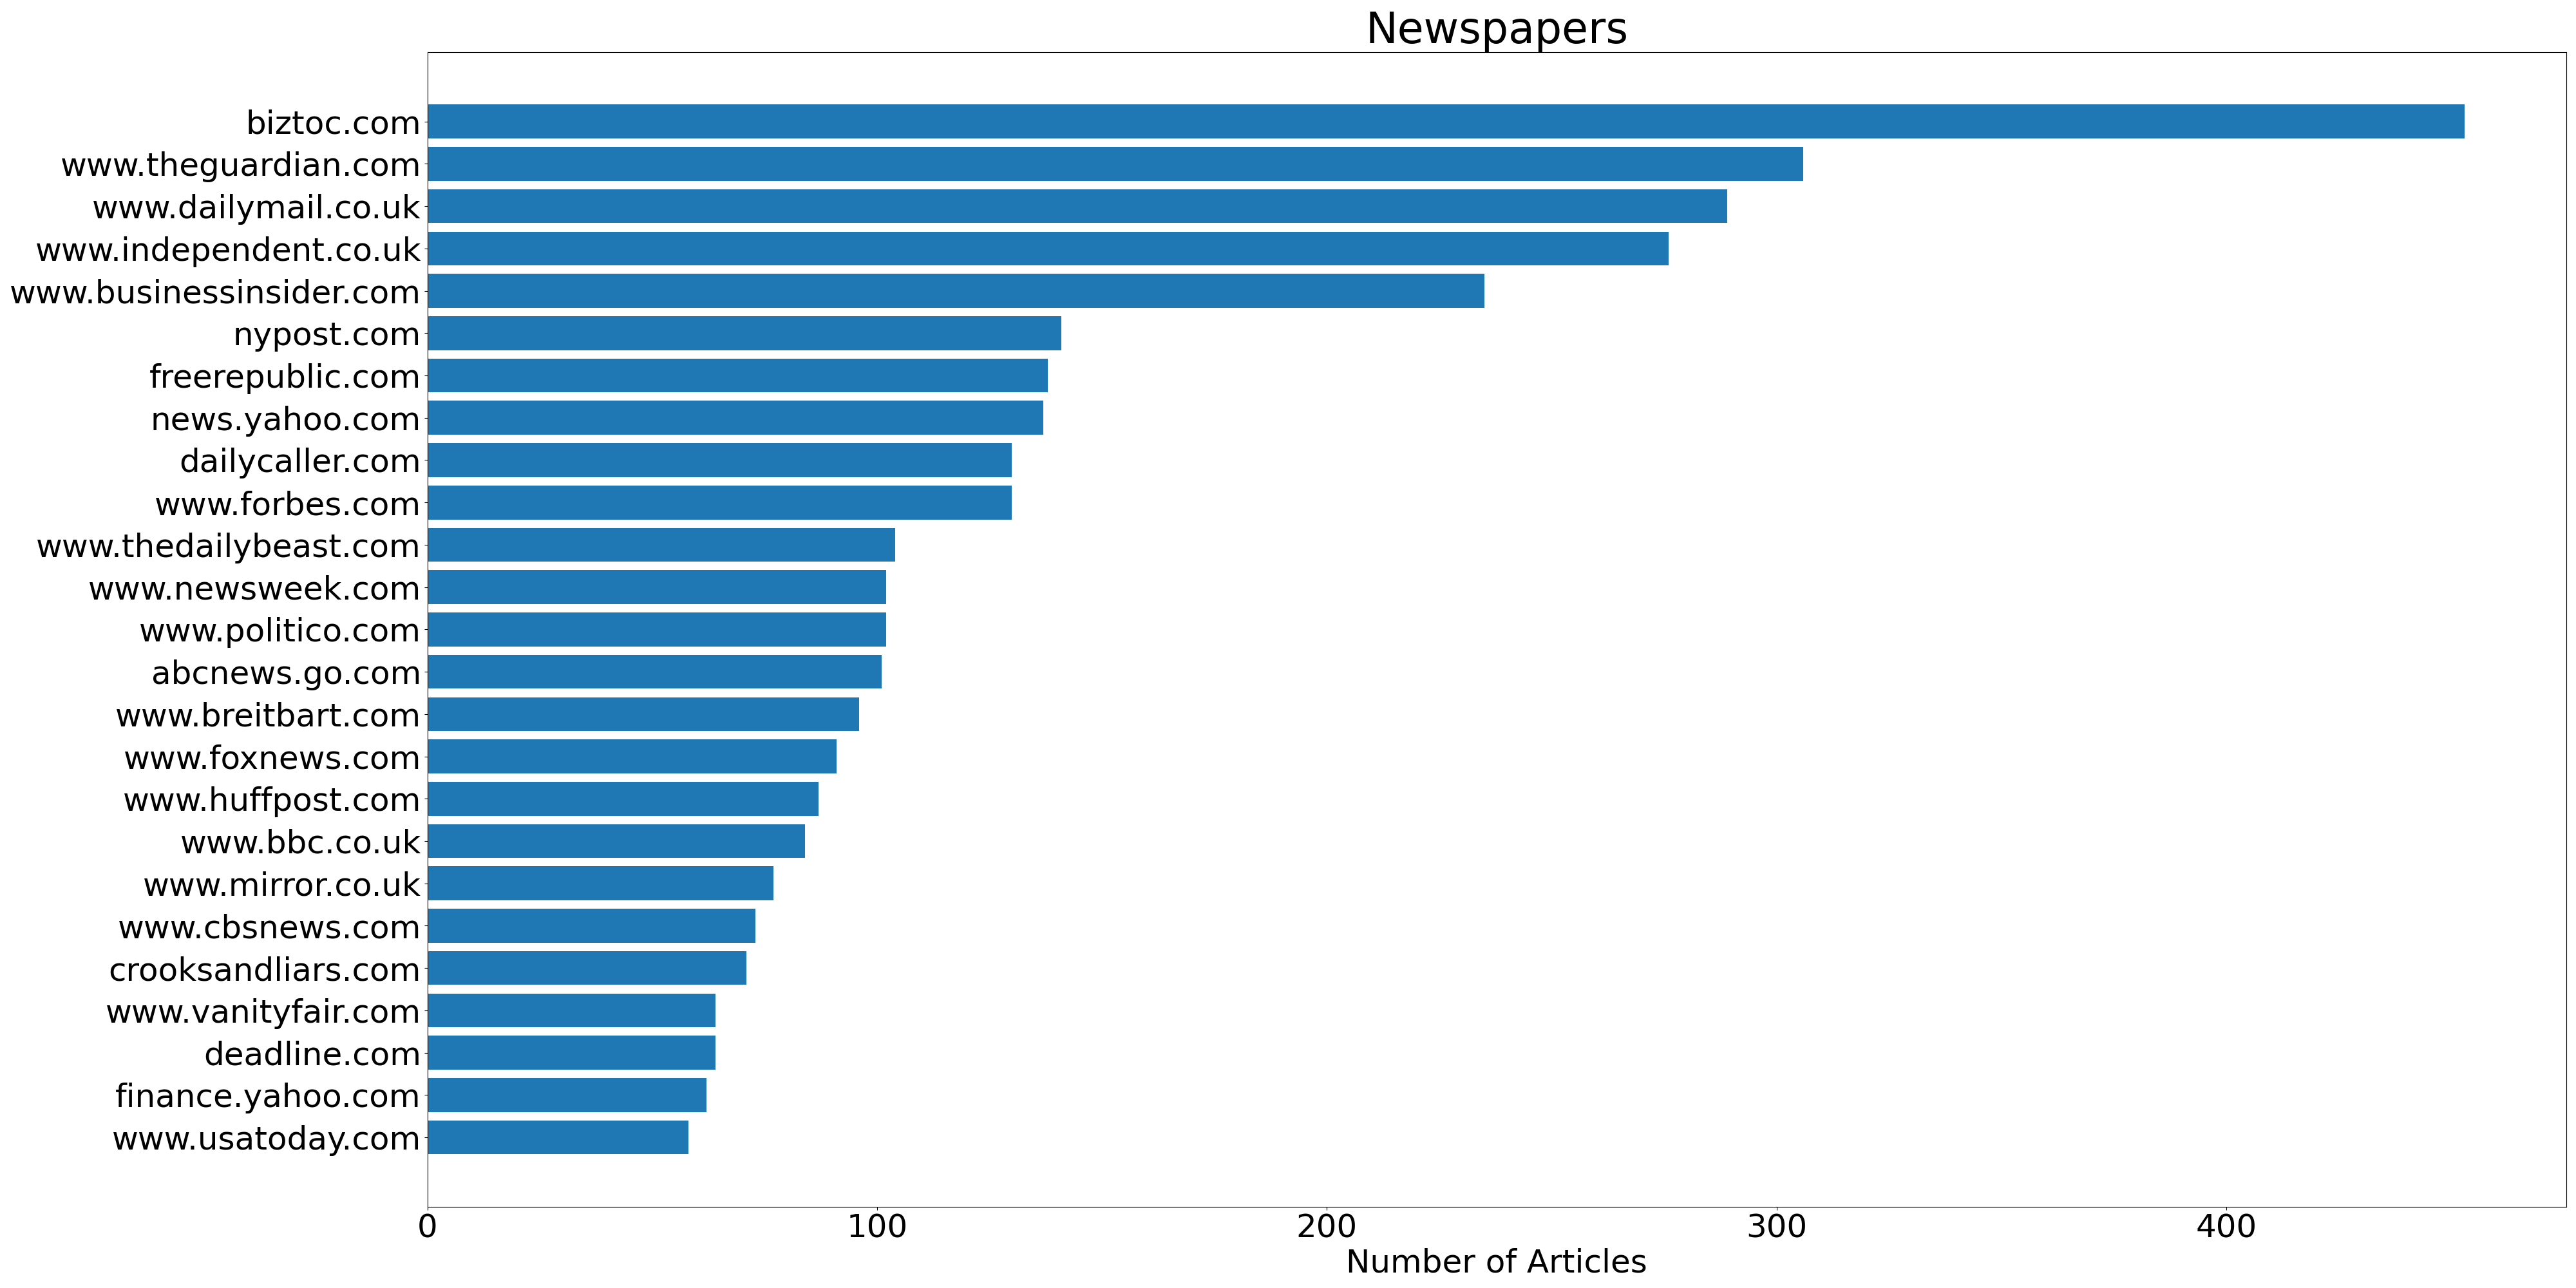 Newspapers
biztoc.com
www.theguardian.com
www.dailymail.co.uk
www.independent.co.uk
www.businessinsider.com
nypost.com
freerepublic.com
news.yahoo.com
dailycaller.com
www.forbes.com
www.thedailybeast.com
www.newsweek.com
www.politico.com
abcnews.go.com
www.breitbart.com
www.foxnews.com
www.huffpost.com
www.bbc.co.uk
www.mirror.co.uk
www.cbsnews.com
crooksandliars.com
www.vanityfair.com
deadline.com
finance.yahoo.com
www.usatoday.com
0 100 200 300 400
Number of Articles